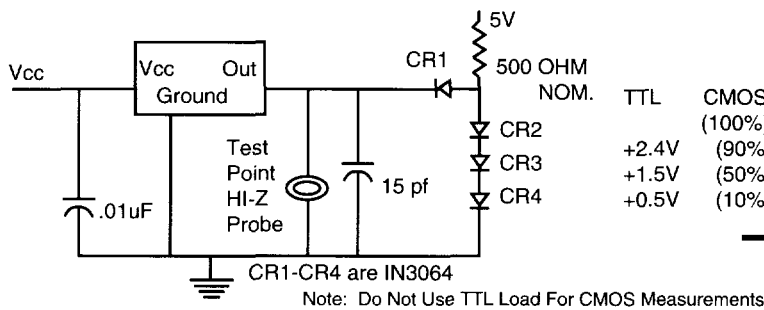 5V
CR1
500 OHM
NOM.
Vcc
Vcc Out
Ground
TTL CMOS
(100%)
CR2
+2.4V (90%
CR3
+1.5V (50%
CR4
+0.5V (10%
Test
Point
HI-Z
Probe
15 pf
.01uF
CR1-CR4 are IN3064
Note: Do Not Use TTL Load For CMOS Measurements